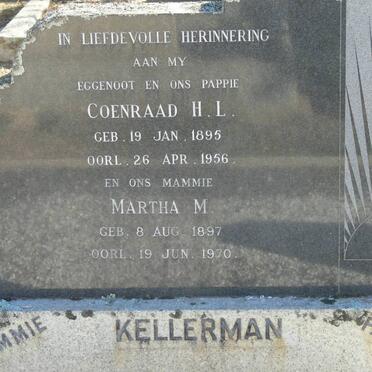 IN LIEFDEVOLLE HERINNERING
AAN MY
EGGENOOT EN ONS PAPPIE
COENRAAD H. L.
GEB. 19 JAN. 1895
OORL. 26 APR. 1956.
EN ONS MAMMIE
MARTHA M.
GEB. 8 AUG. 1897
OORL. 19 JUN. 1970.
KELLERMAN